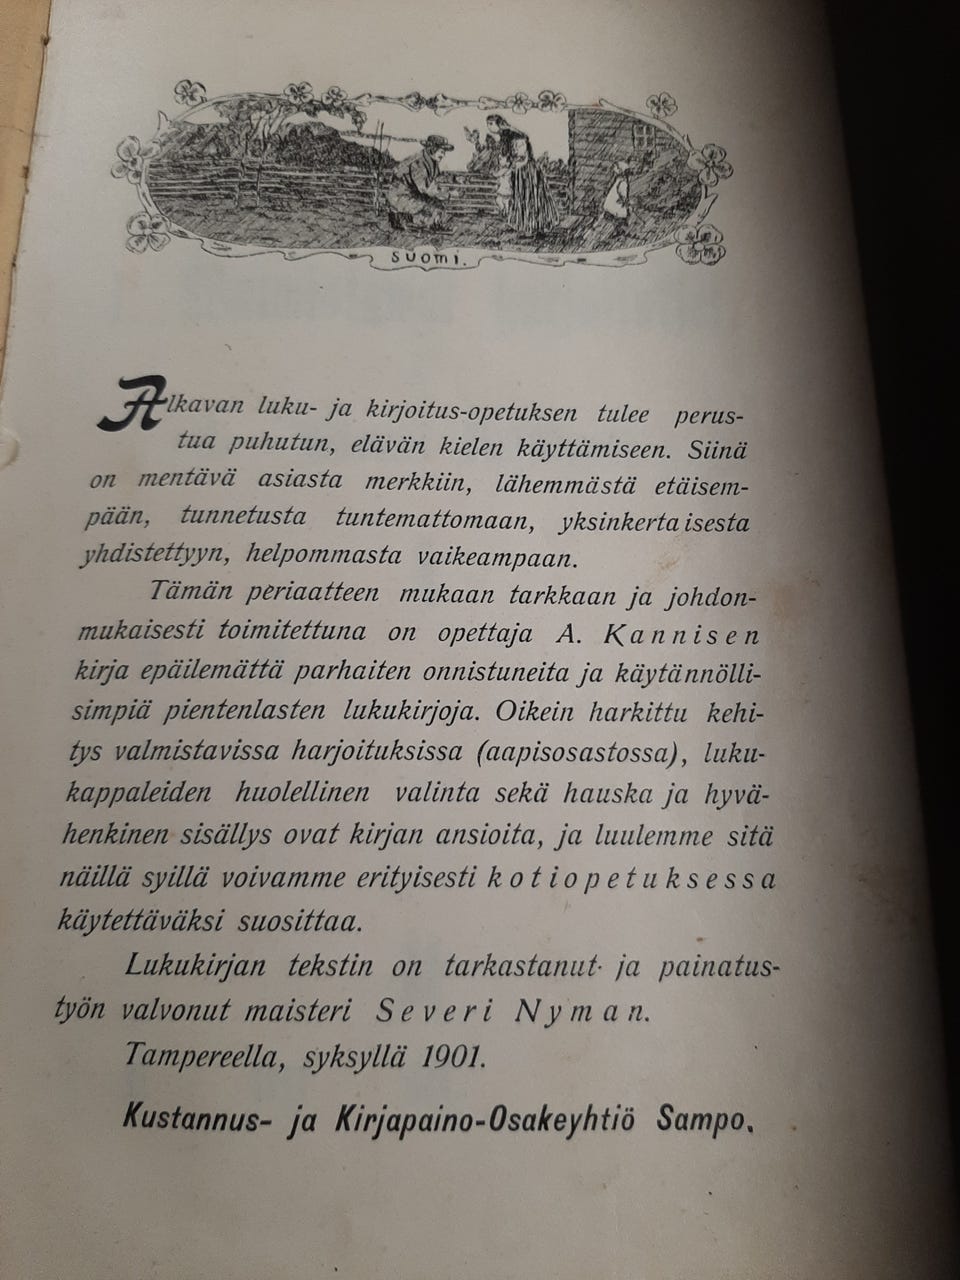 SUOMI.
Alkavan luku- ja kirjoitus-opetuksen tulee perus-
tua puhutun, elävän kielen käyttämiseen. Siinä
on mentävä asiasta merkkiin, lähemmästä etäisem-
pään, tunnetusta tuntemattomaan, yksinkertaisesta
yhdistettyyn, helpommasta vaikeampaan.
Tämän periaatteen mukaan tarkkaan ja johdon-
mukaisesti toimitettuna on opettaja A. Kannisen
kirja epäilemättä parhaiten onnistuneita ja käytännölli-
simpiä pientenlasten lukukirjoja. Oikein harkittu kehi-
tys valmistavissa harjoituksissa (aapisosastossa), luku-
kappaleiden huolellinen valinta sekä hauska ja hyvä-
henkinen sisällys ovat kirjan ansioita, ja luulemme sitä
näillä syillä voivamme erityisesti kotiopetuksessa
käytettäväksi suosittaa.
Lukukirjan tekstin on tarkastanut ja painatus-
työn valvonut maisteri Severi Nyman.
Tampereella, syksyllä 1901.
Kustannus- ja Kirjapaino-Osakeyhtiö Sampo.